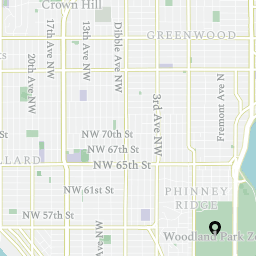 Crown Hill
GREENWOOD
17th Ave NW
13th Ave NW
Dibble Ave NW
20th Ave NW
3rd Ave NW
Fremont Ave N
NW 70th St
NW 67th St
LLARD
NW 65th St
NW 61st St
PHINNEY
RIDGE
NW 57th St
Woodland Park Zo